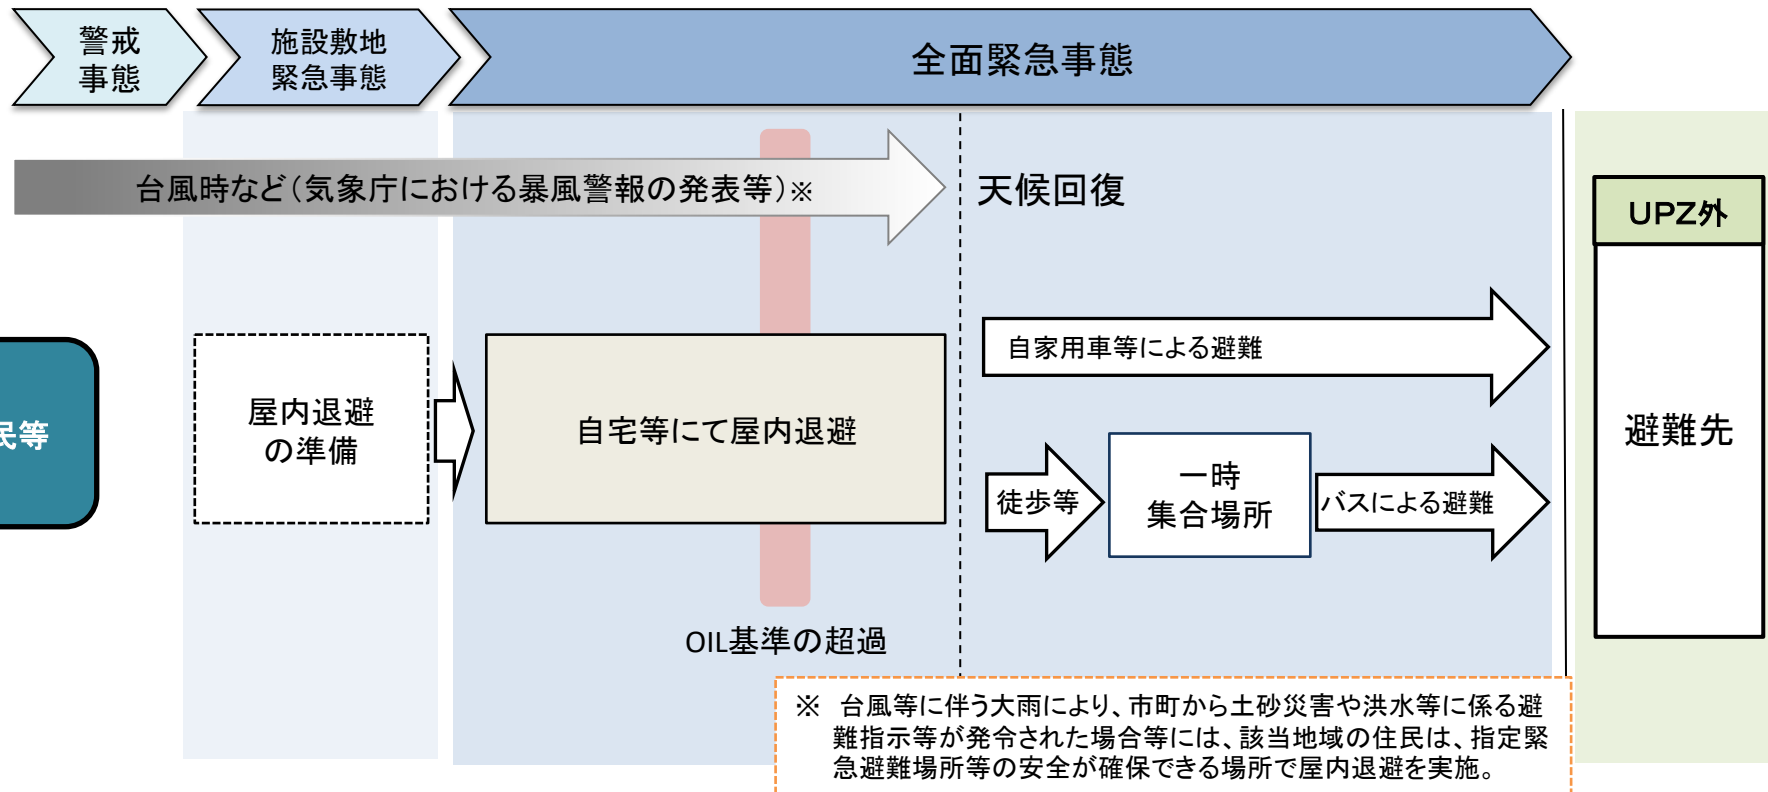 警戒
事態
施設敷地
緊急事態
全面緊急事態
台風時など（気象庁における暴風警報の発表等）※
天候回復
UPZ外
避難先
民等
屋内退避
の準備
自宅等にて屋内退避
自家用車等による避難
徒歩等
一時
集合場所
バスによる避難
OIL基準の超過
※　台風等に伴う大雨により、市町から土砂災害や洪水等に係る避
難指示等が発令された場合等には、該当地域の住民は、指定緊
急避難場所等の安全が確保できる場所で屋内退避を実施。